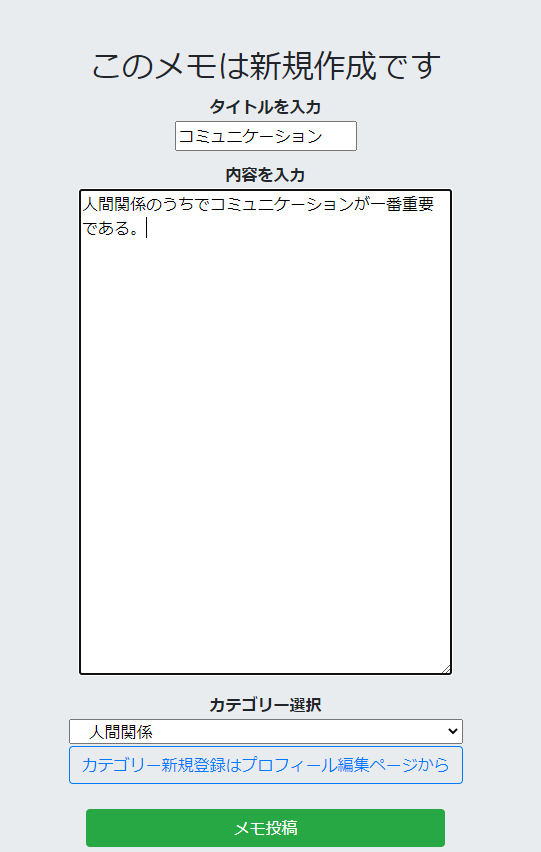 このメモは新規作成です
タイトルを入力
コミュニケーション
内容を入力
人間関係のうちでコミュニケーションが一番重要
である。
カテゴリー選択
人間関係
カテゴリー新規登録はプロフィール編集ページから
メモ投稿